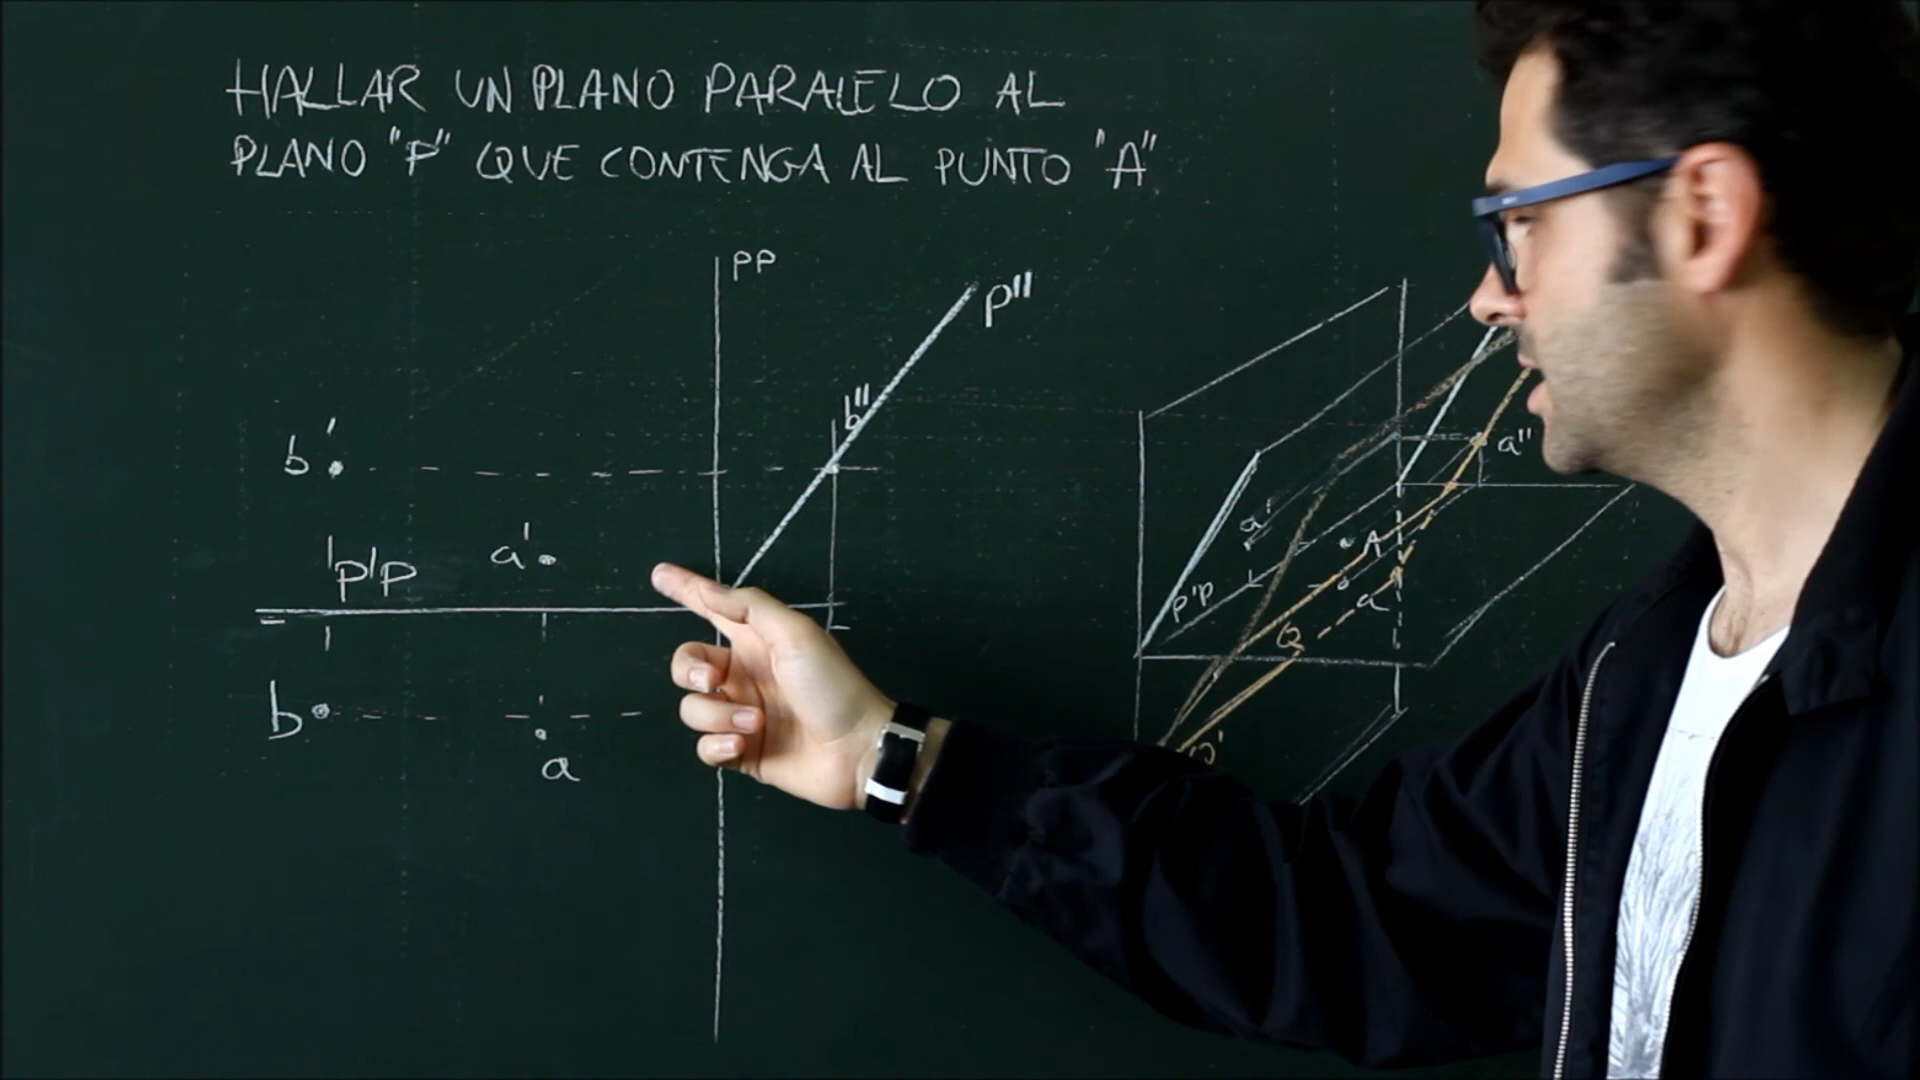 HALLAR UN PLANO PARALELO AL
PLANO "P" QUE CONTENGA AL PUNTO "A"
PP
p''
b''
b'
a'
p'p
b
a
a''
a'
A
p'p
a
Q